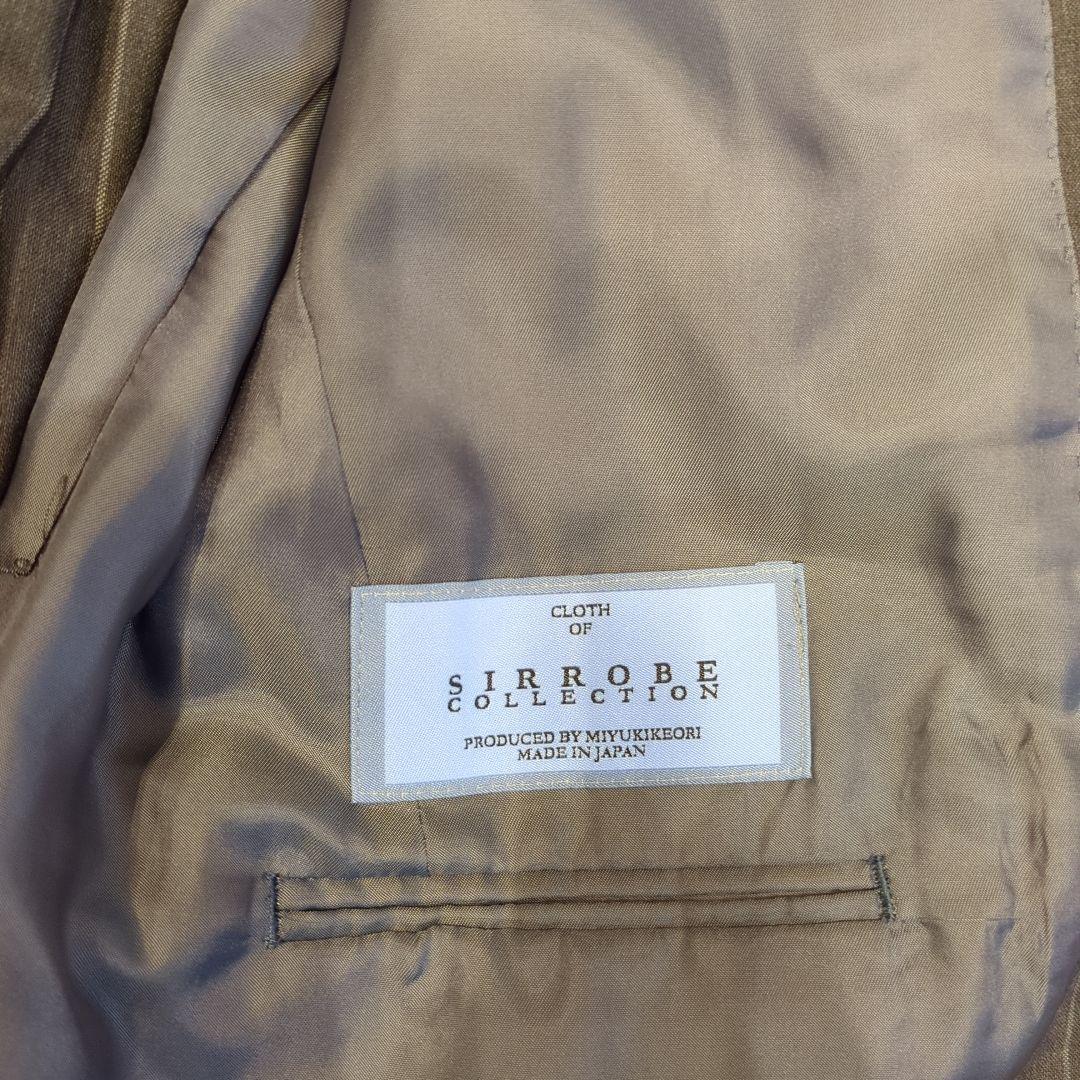 CLOTH
OF
SIRROBE
COLLECTION
PRODUCED BY MIYUKIKEORI
MADE IN JAPAN